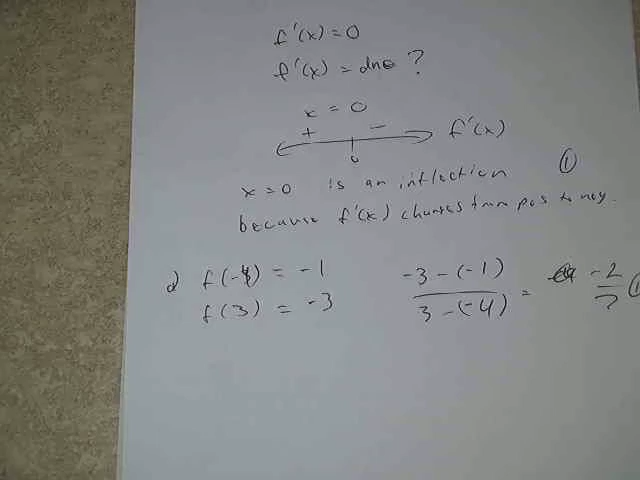 f'(x) = 0
f'(x) = dne ?
x = 0
+ −
f'(x)
0
x = 0 is an inflection ①
because f'(x) changes from pos to neg.
d) f(-4) = -1
f(3) = -3
-3-(-1) / 3-(-4) = -2/7 ①